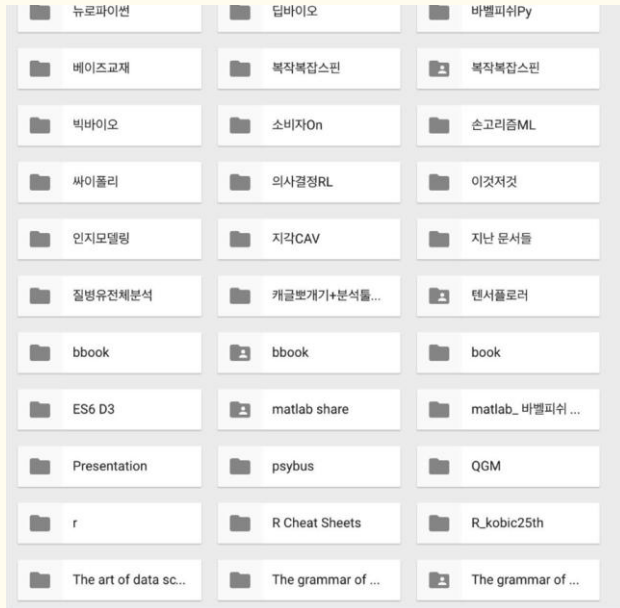 뉴로파이썬
딥바이오
바벨피쉬Py
베이즈교재
복작복잡스핀
복작복잡스핀
빅바이오
소비자On
손고리즘ML
싸이폴리
의사결정RL
이것저것
인지모델링
지각CAV
지난 문서들
질병유전체분석
캐글뽀개기+분석툴...
텐서플로러
bbook
bbook
book
ES6 D3
matlab share
matlab_ 바벨피쉬 ...
Presentation
psybus
QGM
r
R Cheat Sheets
R_kobic25th
The art of data sc...
The grammar of ...
The grammar of ...